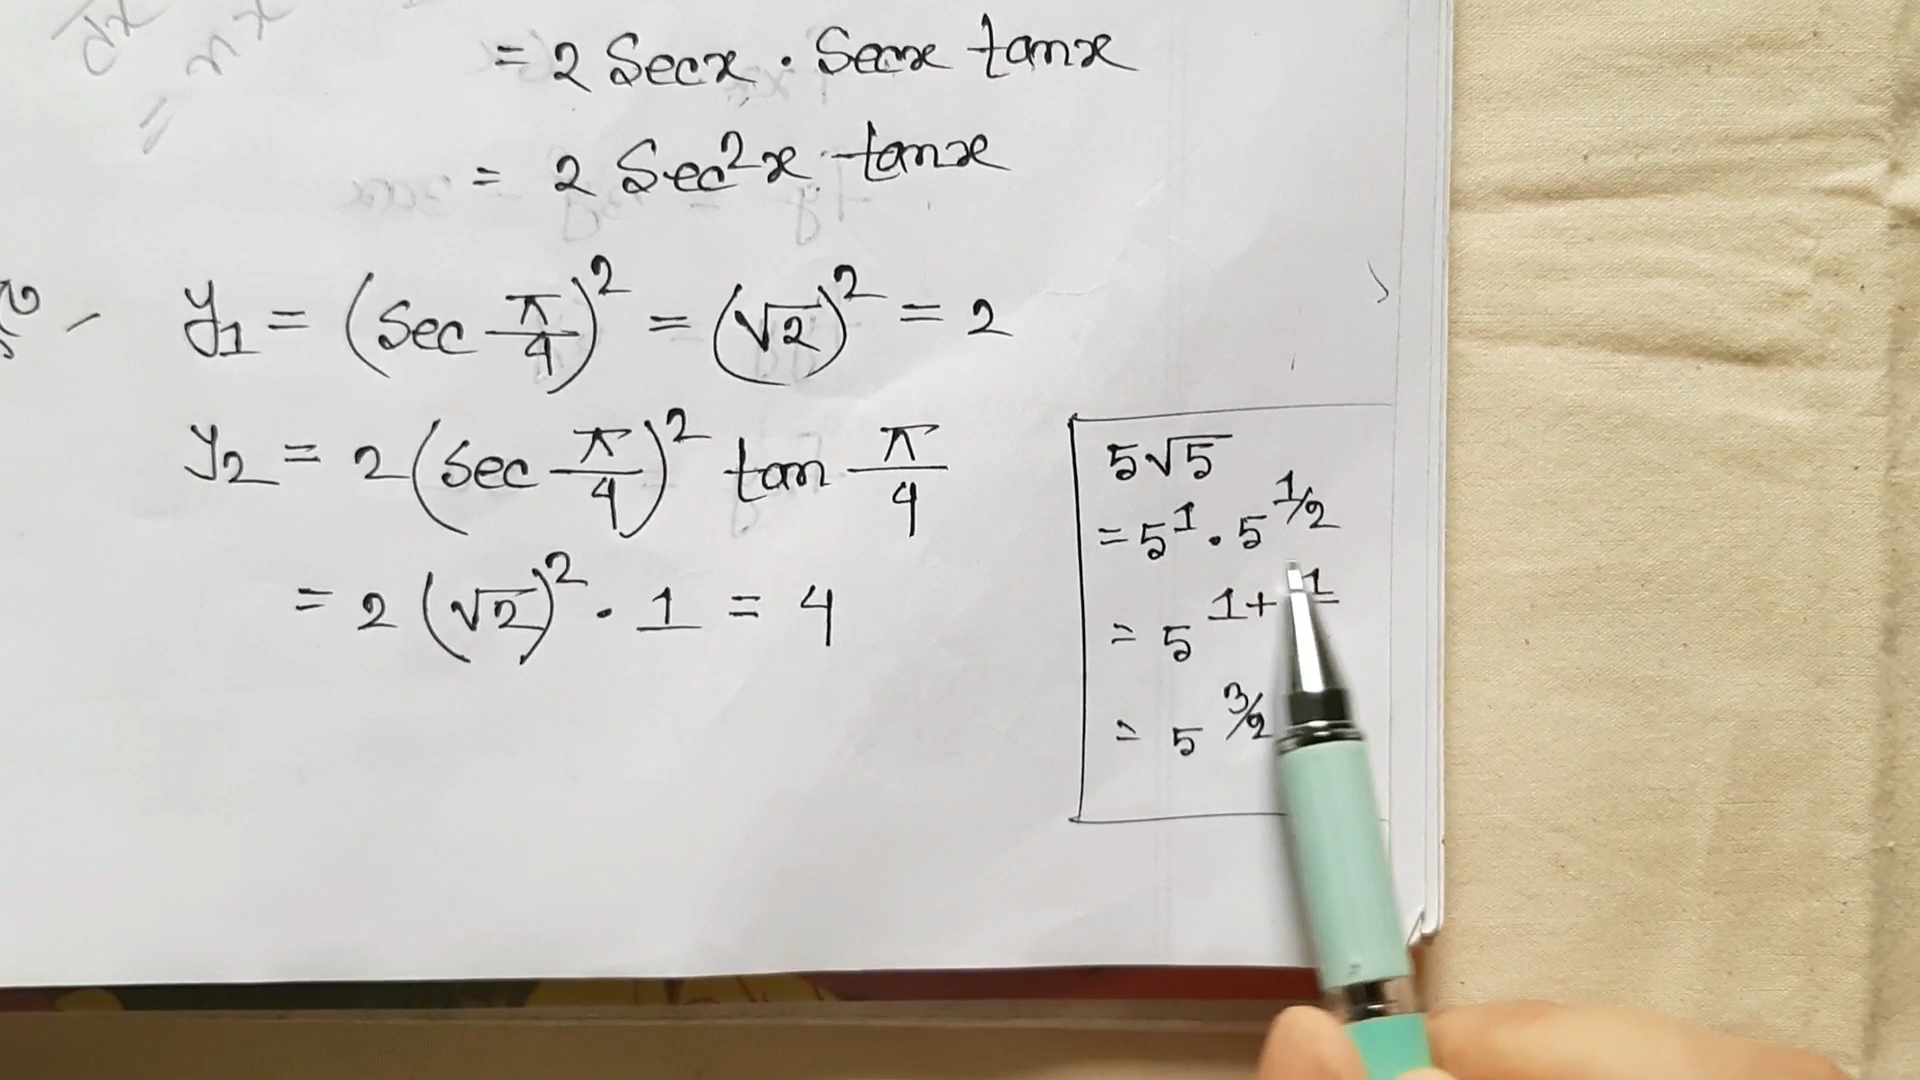 = 2 Secx · Secx tanx
= 2 Sec²x · tanx
y₁ = (Sec π/4)² = (√2)² = 2
y₂ = 2(Sec π/4)² tan π/4
= 2(√2)² · 1 = 4
5√5
= 5¹ · 5^1/2
= 5^1+1
= 5^3/2